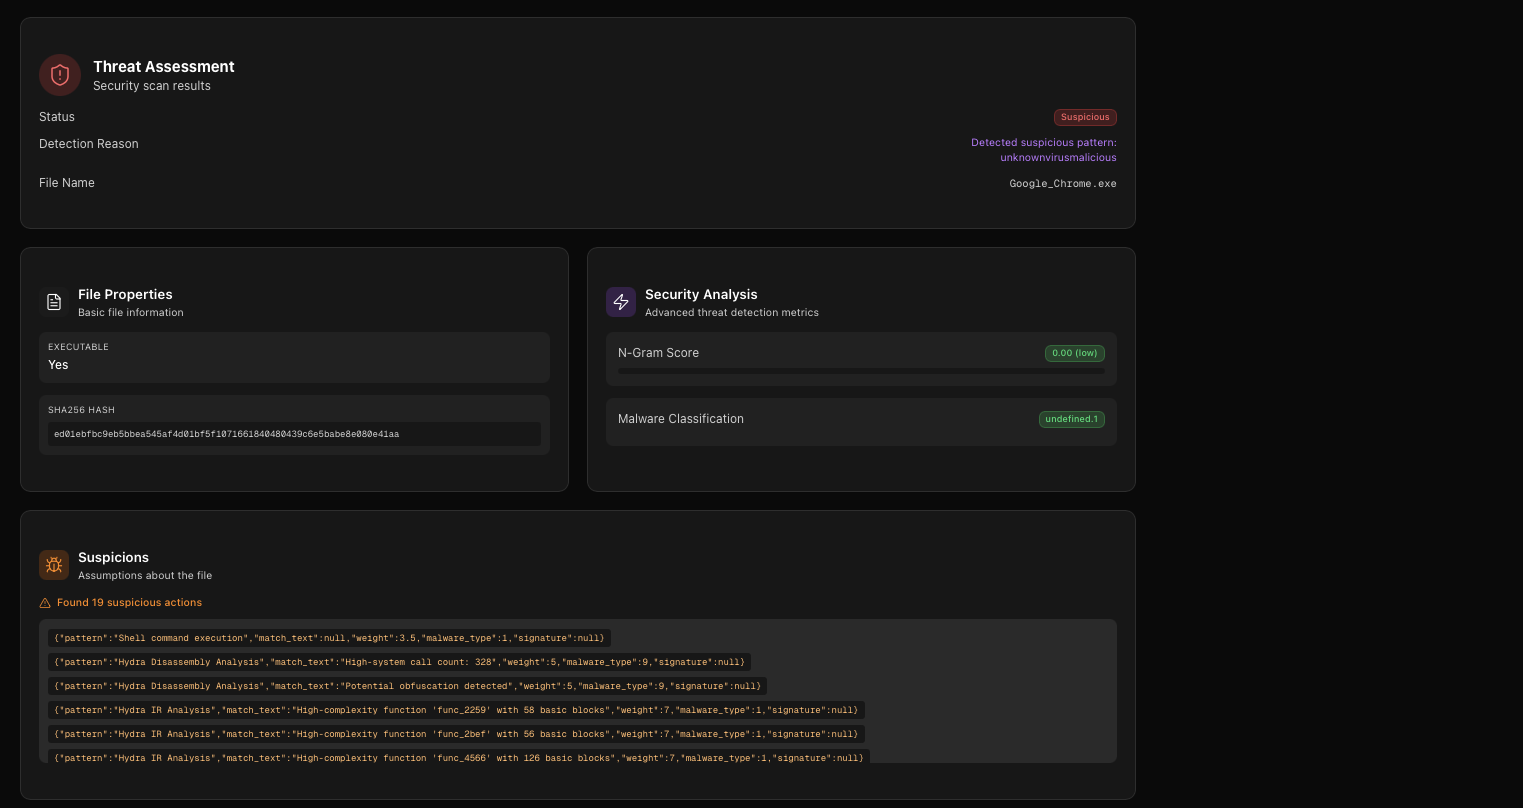 Threat Assessment
Security scan results
Status
Suspicious
Detection Reason
Detected suspicious pattern:
unknownvirusmalicious
File Name
Google_Chrome.exe
File Properties
Basic file information
EXECUTABLE
Yes
SHA256 HASH
ed01ebfbc9eb5bbea545af4d01bf5f1071661840480439c6e5babe8e080e41aa
Security Analysis
Advanced threat detection metrics
N-Gram Score
0.00 (low)
Malware Classification
undefined.1
Suspicions
Assumptions about the file
Found 19 suspicious actions
{"pattern":"Shell command execution","match_text":null,"weight":3.5,"malware_type":1,"signature":null}
{"pattern":"Hydra Disassembly Analysis","match_text":"High-system call count: 328","weight":5,"malware_type":9,"signature":null}
{"pattern":"Hydra Disassembly Analysis","match_text":"Potential obfuscation detected","weight":5,"malware_type":9,"signature":null}
{"pattern":"Hydra IR Analysis","match_text":"High-complexity function 'func_2259' with 58 basic blocks","weight":7,"malware_type":1,"signature":null}
{"pattern":"Hydra IR Analysis","match_text":"High-complexity function 'func_2bef' with 56 basic blocks","weight":7,"malware_type":1,"signature":null}
{"pattern":"Hydra IR Analysis","match_text":"High-complexity function 'func_4566' with 126 basic blocks","weight":7,"malware_type":1,"signature":null}